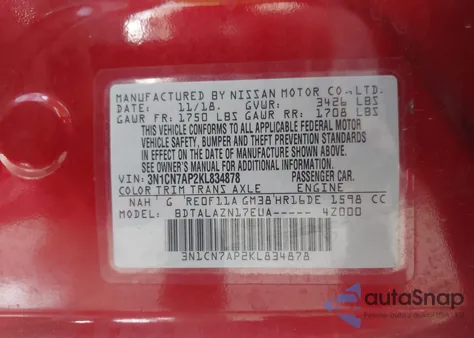 MANUFACTURED BY NISSAN MOTOR CO.,LTD.
DATE: 11/18. GVWR: 3426 LBS
GAWR FR: 1750 LBS GAWR RR: 1708 LBS
THIS VEHICLE CONFORMS TO ALL APPLICABLE FEDERAL MOTOR
VEHICLE SAFETY, BUMPER AND THEFT PREVENTION STANDARDS
IN EFFECT ON THE DATE OF MANUFACTURE SHOWN ABOVE.
SEE OWNER'S MANUAL FOR ADDITIONAL INFORMATION.
VIN: 3N1CN7AP2KL834878 PASSENGER CAR.
COLOR TRIM TRANS AXLE ENGINE
NAH G RE0F11A GM38 HR16DE 1598 CC
BDTALAZN17EUA----- 4Z000
3N1CN7AP2KL834878
autoSnap